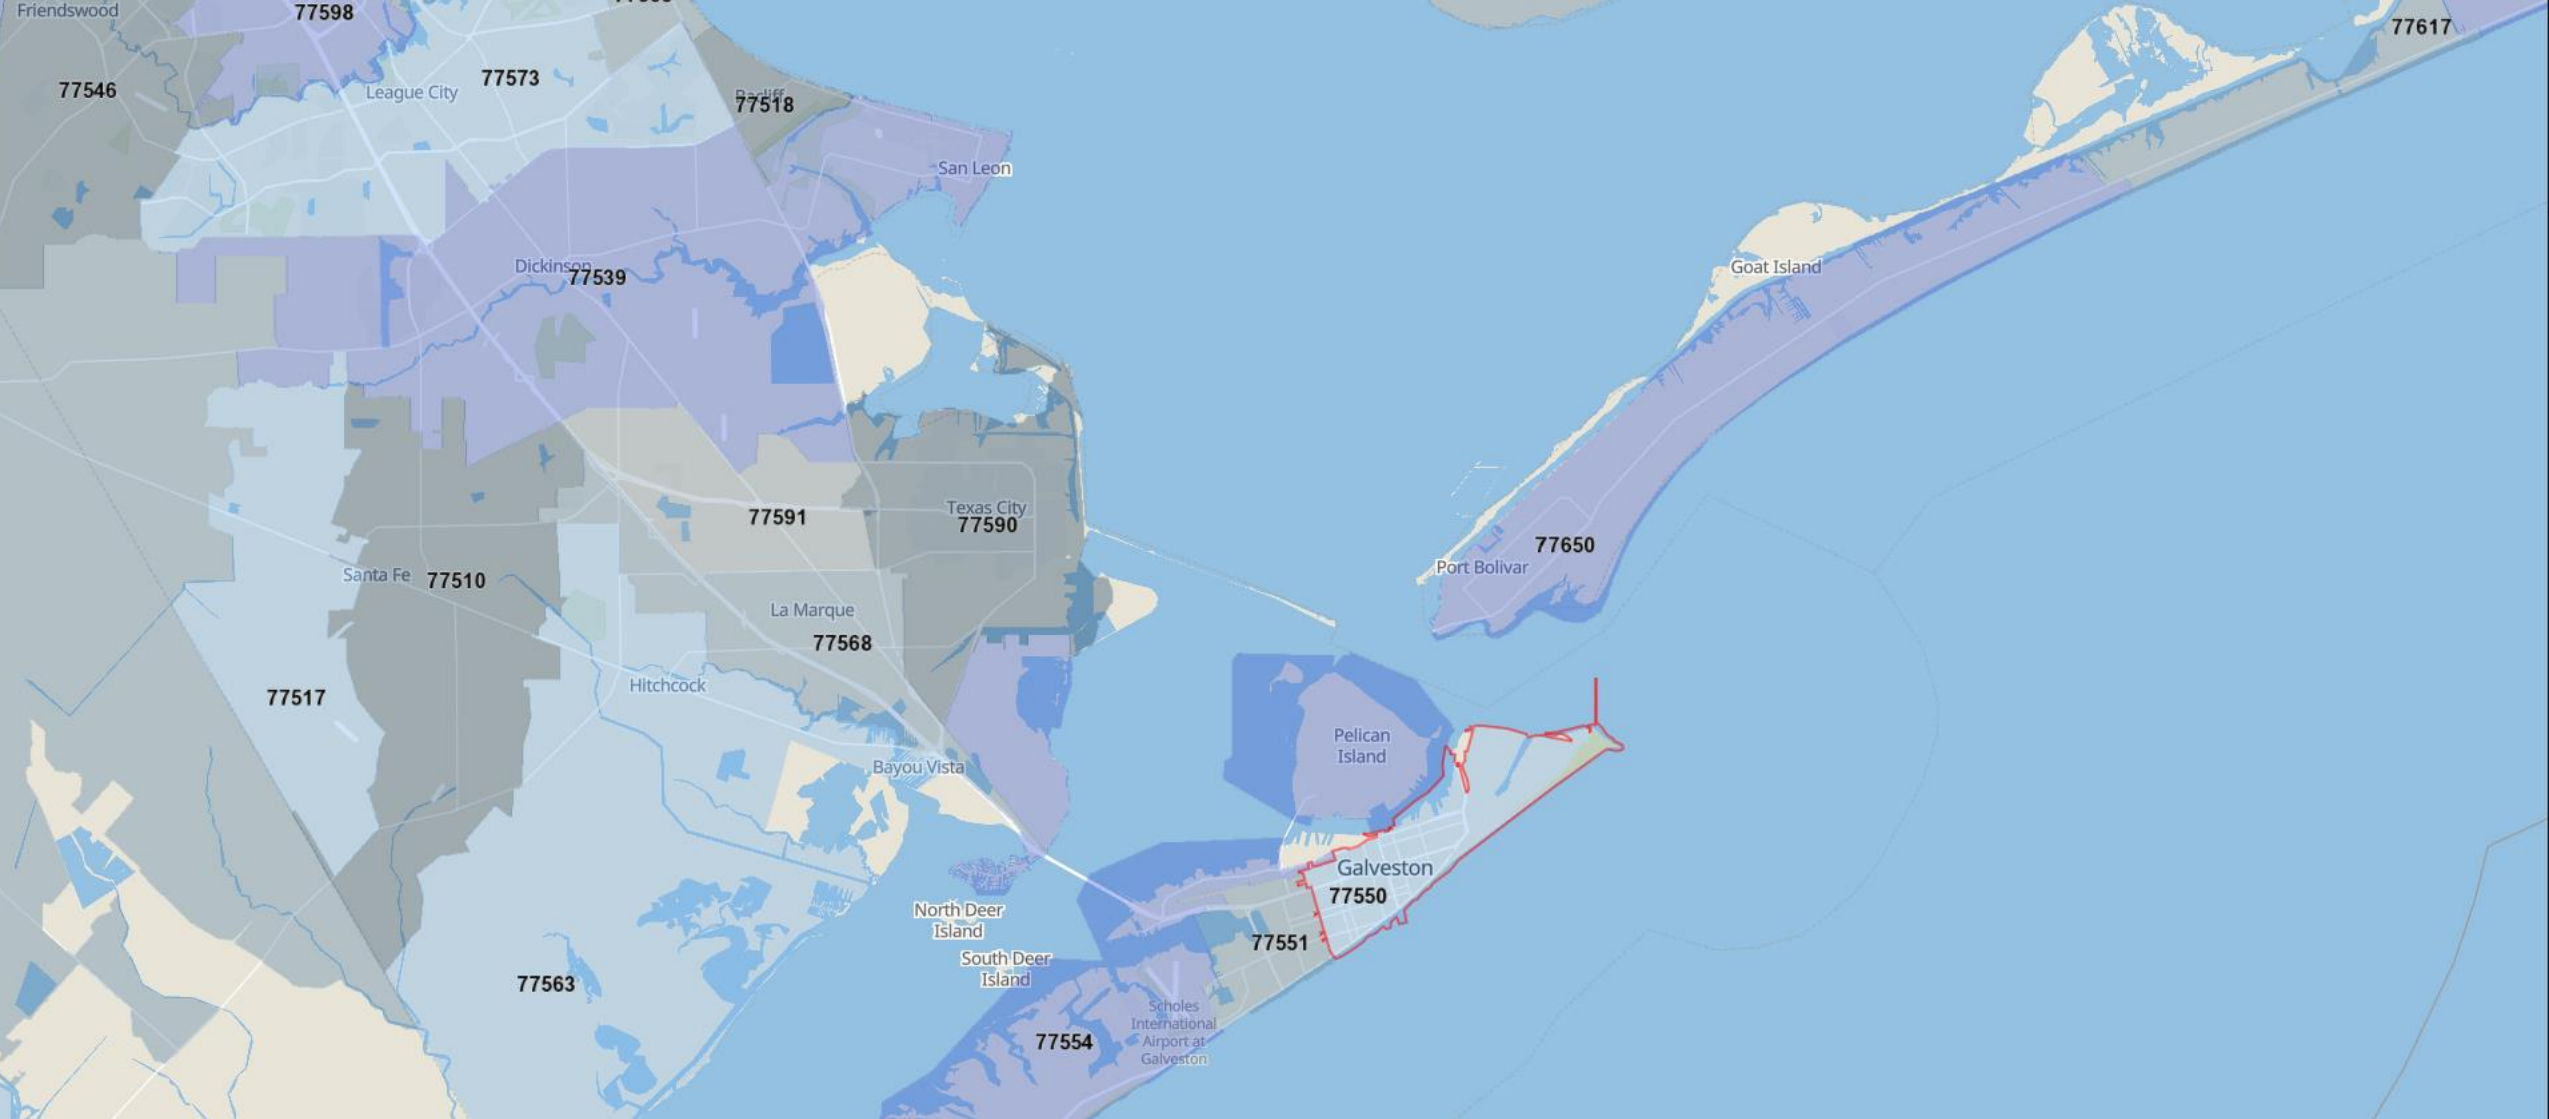 Friendswood
77598
77617
77573
77546
League City
Bacliff
77518
San Leon
Dickinson
77539
Goat Island
Texas City
77591
77590
77650
Port Bolivar
Santa Fe
77510
La Marque
77568
Hitchcock
77517
Pelican
Island
Bayou Vista
Galveston
77550
North Deer
Island
77551
South Deer
Island
77563
Scholes
International
Airport at
Galveston
77554